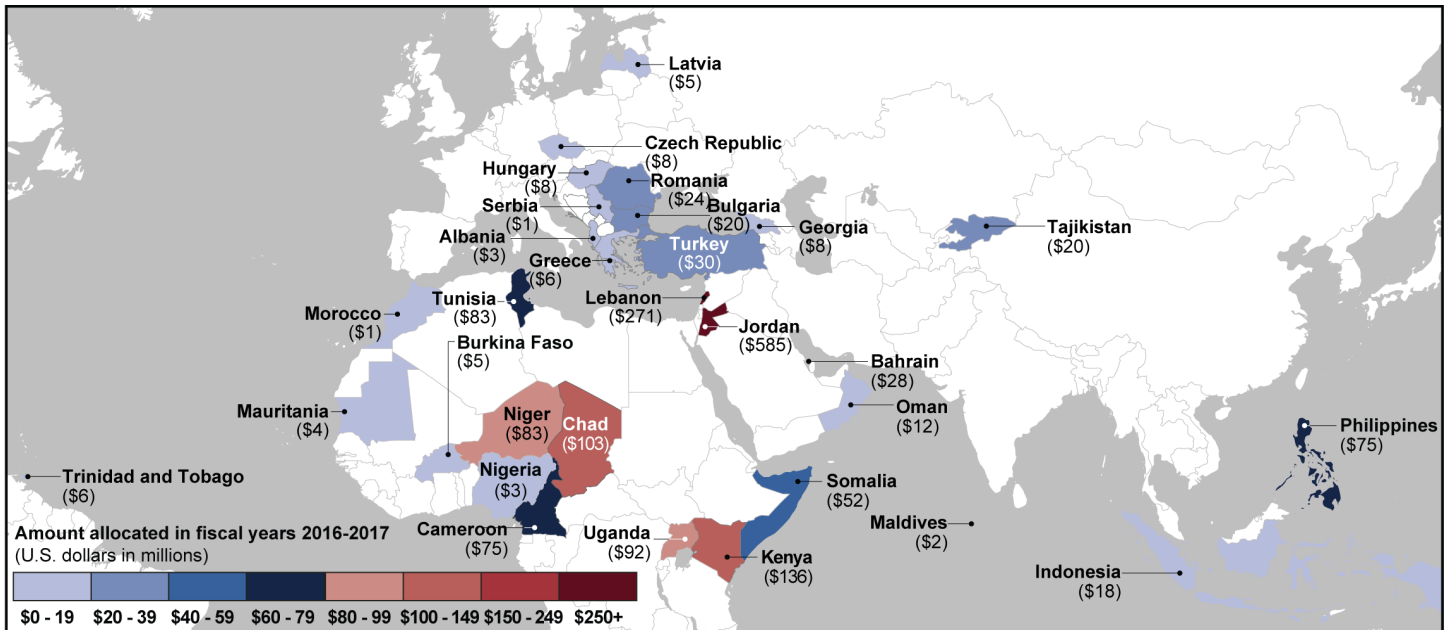 Latvia
($5)
Czech Republic
($8)
Hungary
($8)
Romania
($24)
Serbia
($1)
Bulgaria
($20)
Albania
($3)
Georgia
($8)
Tajikistan
($20)
Turkey
($30)
Greece
($6)
Tunisia
($83)
Lebanon
($271)
Morocco
($1)
Jordan
($585)
Burkina Faso
($5)
Bahrain
($28)
Mauritania
($4)
Niger
($83)
Chad
($103)
Oman
($12)
Philippines
($75)
Trinidad and Tobago
($6)
Nigeria
($3)
Somalia
($52)
Cameroon
($75)
Uganda
($92)
Maldives
($2)
Kenya
($136)
Indonesia
($18)
Amount allocated in fiscal years 2016-2017
(U.S. dollars in millions)
$0 - 19 $20 - 39 $40 - 59 $60 - 79 $80 - 99 $100 - 149 $150 - 249 $250+